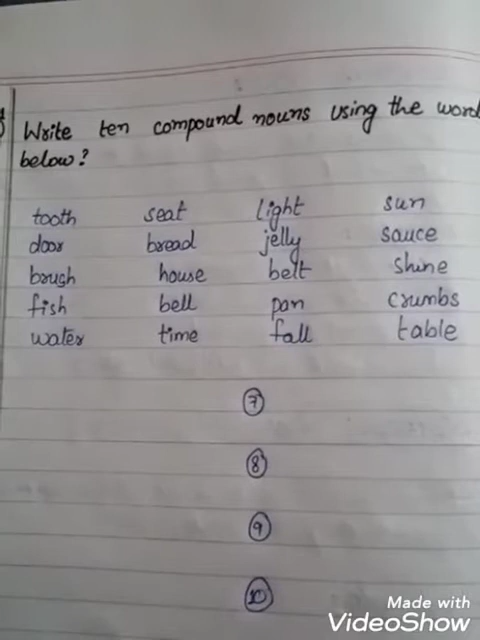 Write ten compound nouns using the word
below?
tooth seat light sun
door bread jelly sauce
brush house belt shine
fish bell pan crumbs
water time fall table
7
8
9
10
Made with
VideoShow